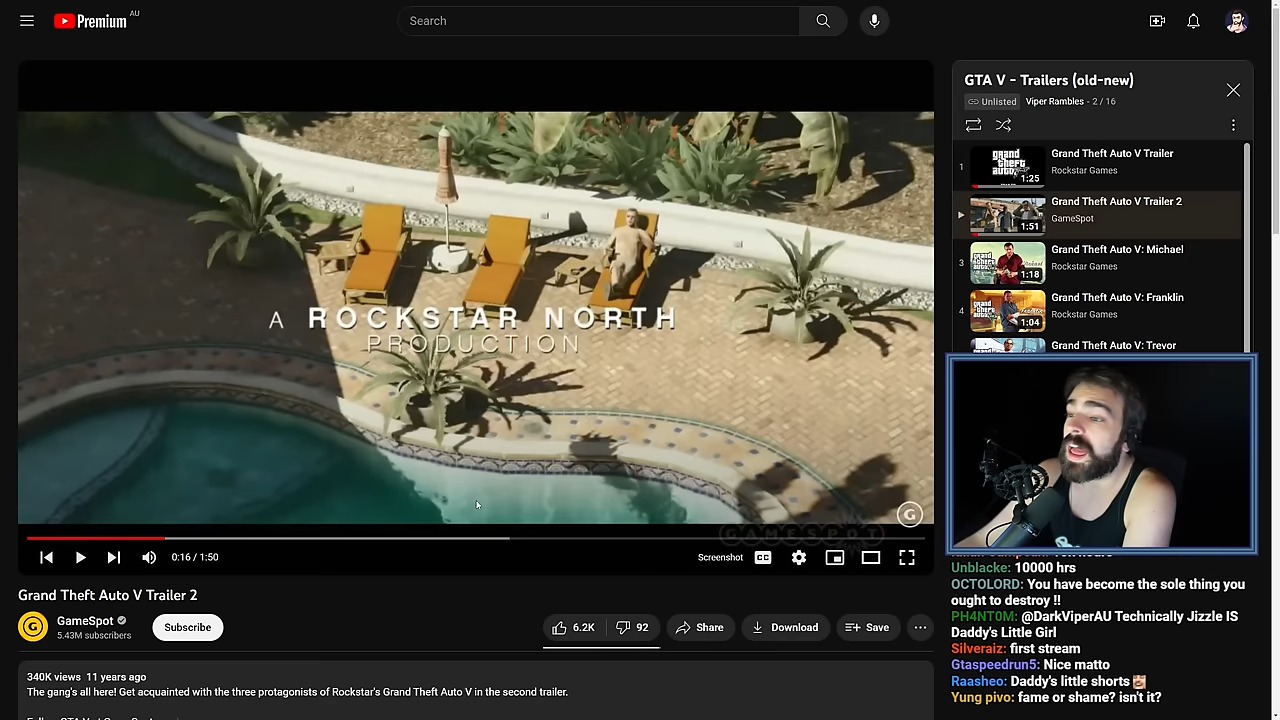 Premium AU
Search
A ROCKSTAR NORTH
PRODUCTION
G
GAMESPOT
0:16 / 1:50
Screenshot
CC
Grand Theft Auto V Trailer 2
GameSpot
5.43M subscribers
Subscribe
6.2K
92
Share
Download
Save
340K views 11 years ago
The gang's all here! Get acquainted with the three protagonists of Rockstar's Grand Theft Auto V in the second trailer.
GTA V - Trailers (old-new)
Unlisted Viper Rambles - 2 / 16
1
grand theft auto V
1:25
Grand Theft Auto V Trailer
Rockstar Games
1:51
Grand Theft Auto V Trailer 2
GameSpot
3
1:18
Grand Theft Auto V: Michael
Rockstar Games
4
1:04
Grand Theft Auto V: Franklin
Rockstar Games
Grand Theft Auto V: Trevor
Unblacke: 10000 hrs
OCTOLORD: You have become the sole thing you
ought to destroy !!
PH4NT0M: @DarkViperAU Technically Jizzle IS
Daddy's Little Girl
Silveraiz: first stream
Gtaspeedrun5: Nice matto
Raasheo: Daddy's little shorts
Yung pivo: fame or shame? isn't it?